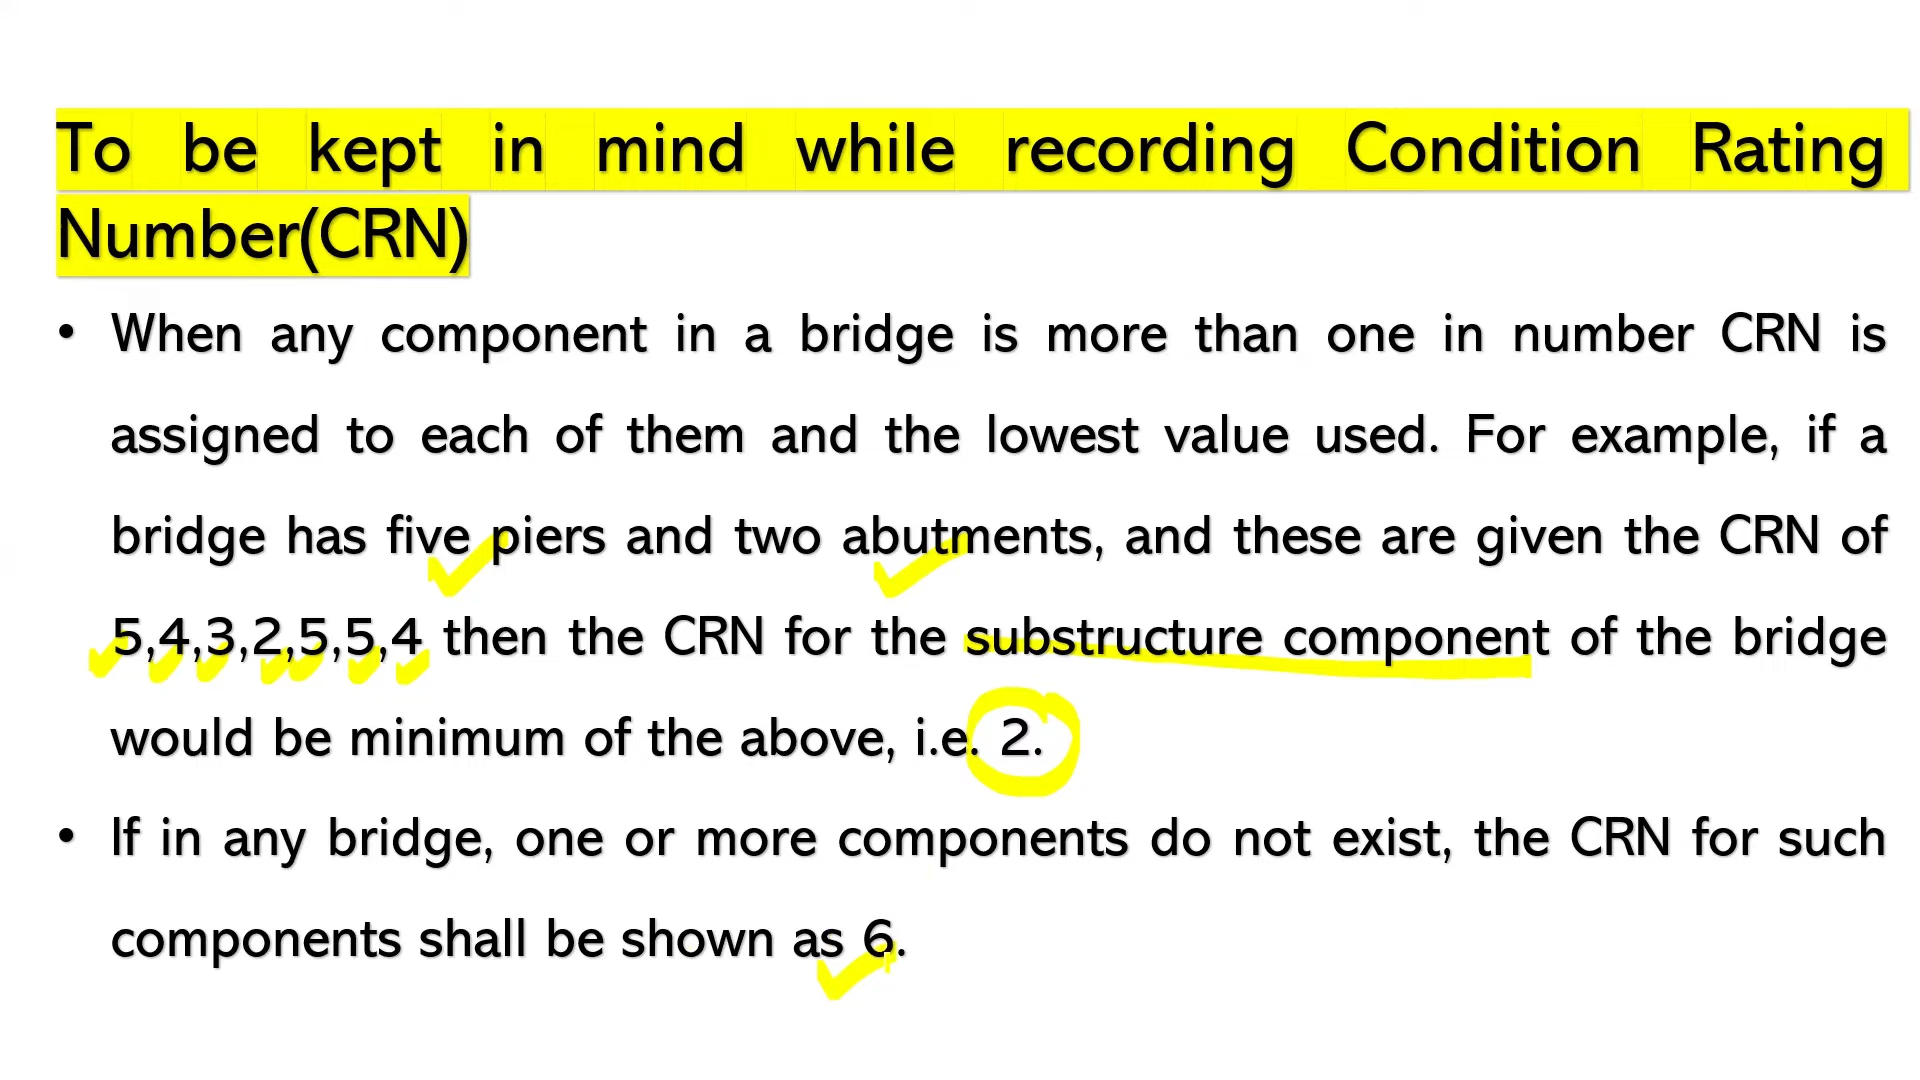 To be kept in mind while recording Condition Rating
Number(CRN)
• When any component in a bridge is more than one in number CRN is
assigned to each of them and the lowest value used. For example, if a
bridge has five piers and two abutments, and these are given the CRN of
5,4,3,2,5,5,4 then the CRN for the substructure component of the bridge
would be minimum of the above, i.e. 2.
• If in any bridge, one or more components do not exist, the CRN for such
components shall be shown as 6.